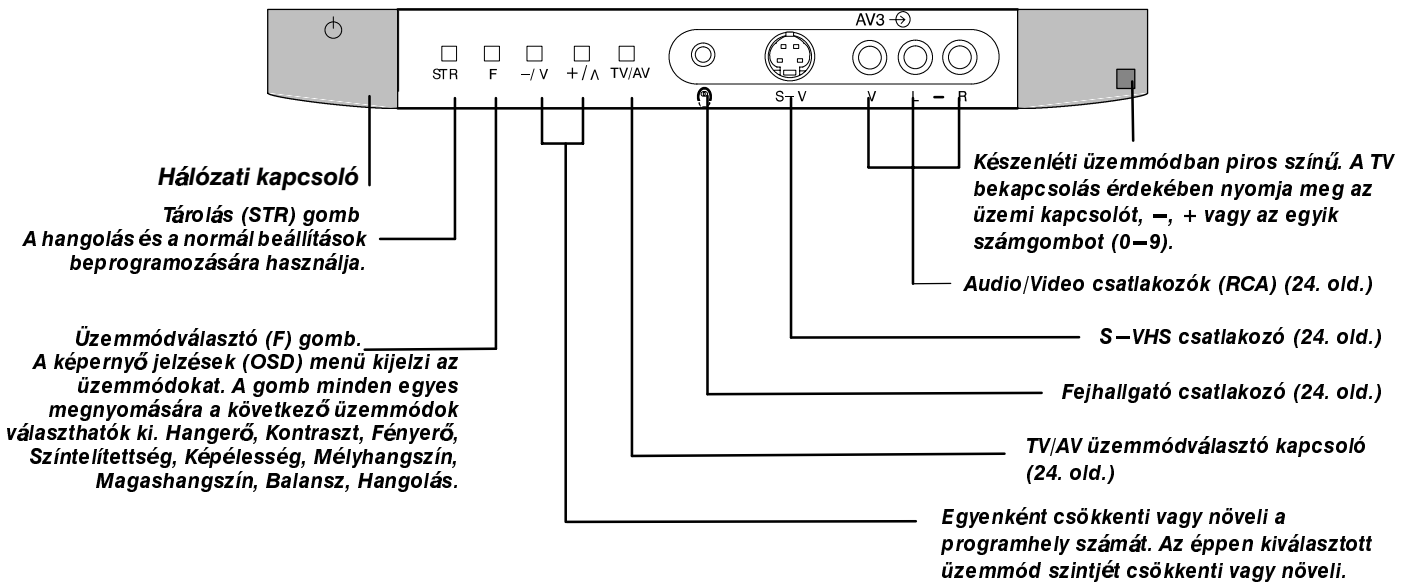 AV3
STR F –/V +/Λ TV/AV
S–V V L – R
Hálózati kapcsoló
Tárolás (STR) gomb
A hangolás és a normál beállítások
beprogramozására használja.
Üzemmódválasztó (F) gomb.
A képernyő jelzések (OSD) menü kijelzi az
üzemmódokat. A gomb minden egyes
megnyomására a következő üzemmódok
választhatók ki. Hangerő, Kontraszt, Fényerő,
Színtelítettség, Képélesség, Mélyhangszín,
Magashangszín, Balansz, Hangolás.
Készenléti üzemmódban piros színű. A TV
bekapcsolás érdekében nyomja meg az
üzemi kapcsolót, –, + vagy az egyik
számgombot (0–9).
Audio/Video csatlakozók (RCA) (24. old.)
S–VHS csatlakozó (24. old.)
Fejhallgató csatlakozó (24. old.)
TV/AV üzemmódválasztó kapcsoló
(24. old.)
Egyenként csökkenti vagy növeli a
programhely számát. Az éppen kiválasztott
üzemmód szintjét csökkenti vagy növeli.